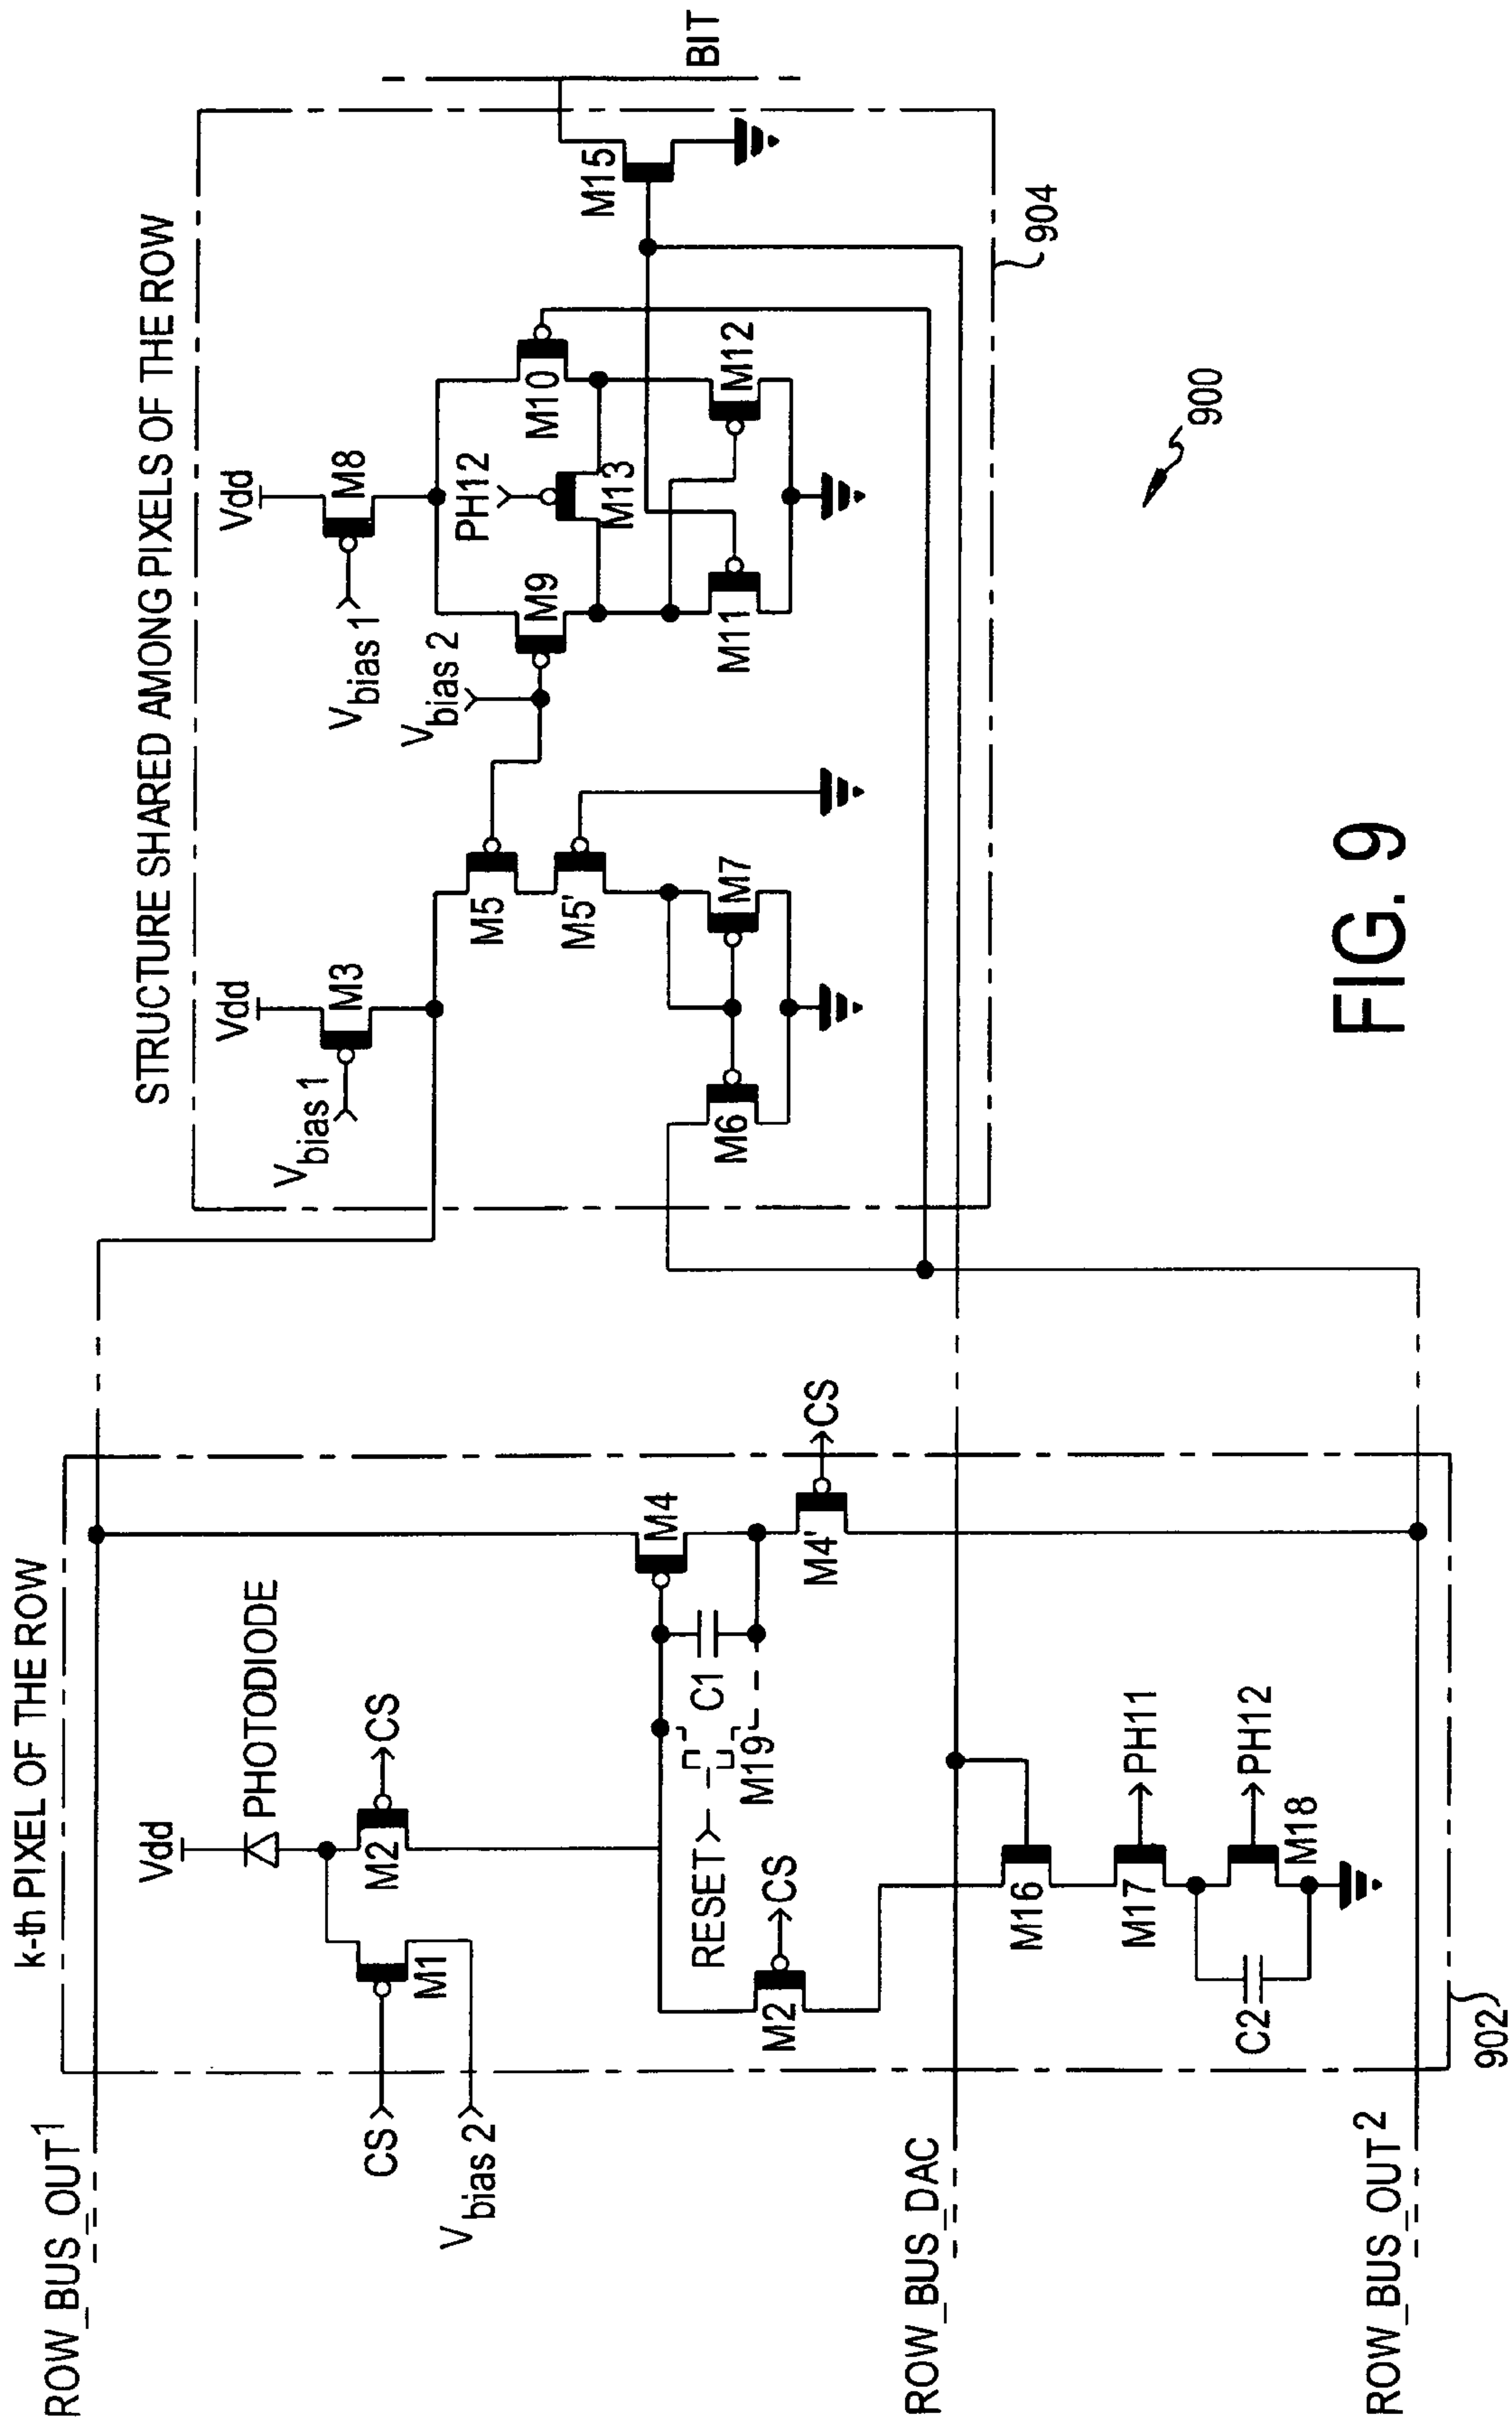 STRUCTURE SHARED AMONG PIXELS OF THE ROW
k-th PIXEL OF THE ROW
ROW_BUS_OUT1
Vdd
PHOTODIODE
CS
M2
CS
M1
Vbias 2
M4
C1
RESET
M19
CS
M4'
CS
M2
ROW_BUS_DAC
M16
M17
PH11
PH12
M18
C2
ROW_BUS_OUT2
902
Vdd
M3
Vbias 1
Vdd
M8
Vbias 1
Vbias 2
M9
PH12
M10
M13
M5
M5'
M7
M6
M11
M12
M15
BIT
904
900
FIG. 9